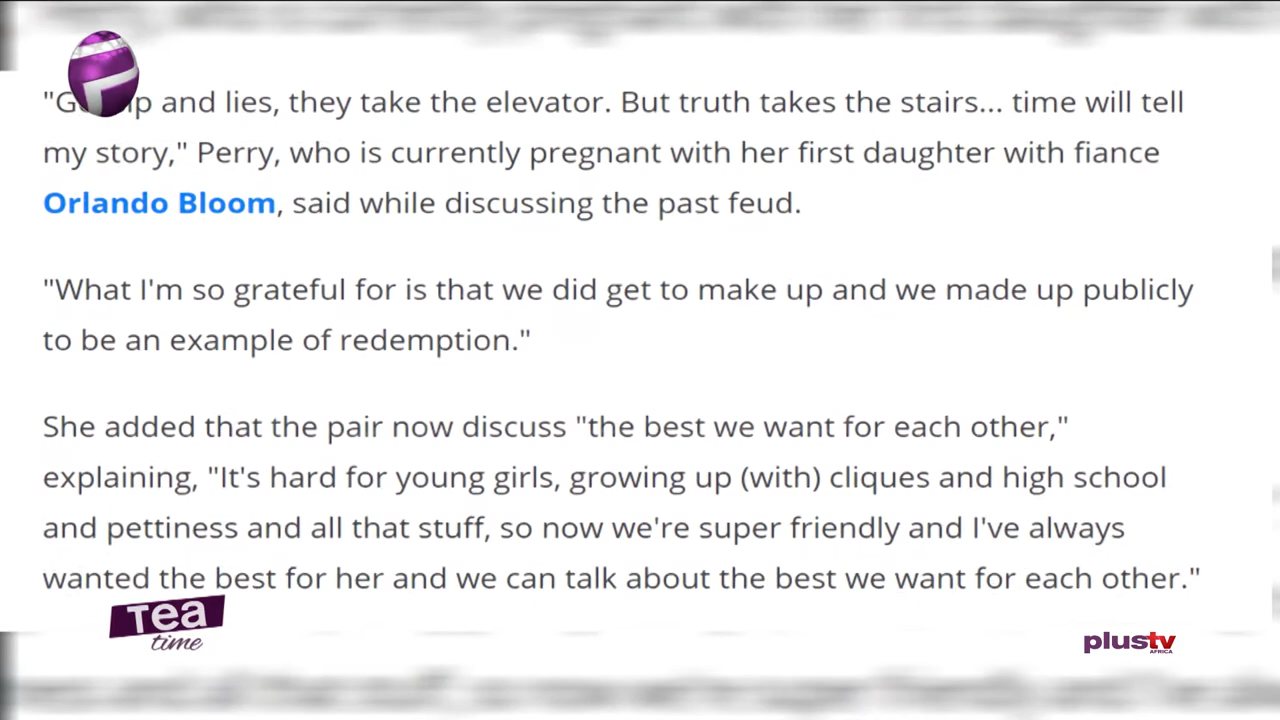 and lies, they take the elevator. But truth takes the stairs... time will tell
my story," Perry, who is currently pregnant with her first daughter with fiance
Orlando Bloom, said while discussing the past feud.
"What I'm so grateful for is that we did get to make up and we made up publicly
to be an example of redemption."
She added that the pair now discuss "the best we want for each other,"
explaining, "It's hard for young girls, growing up (with) cliques and high school
and pettiness and all that stuff, so now we're super friendly and I've always
wanted the best for her and we can talk about the best we want for each other."
Tea
time
plustv
AFRICA